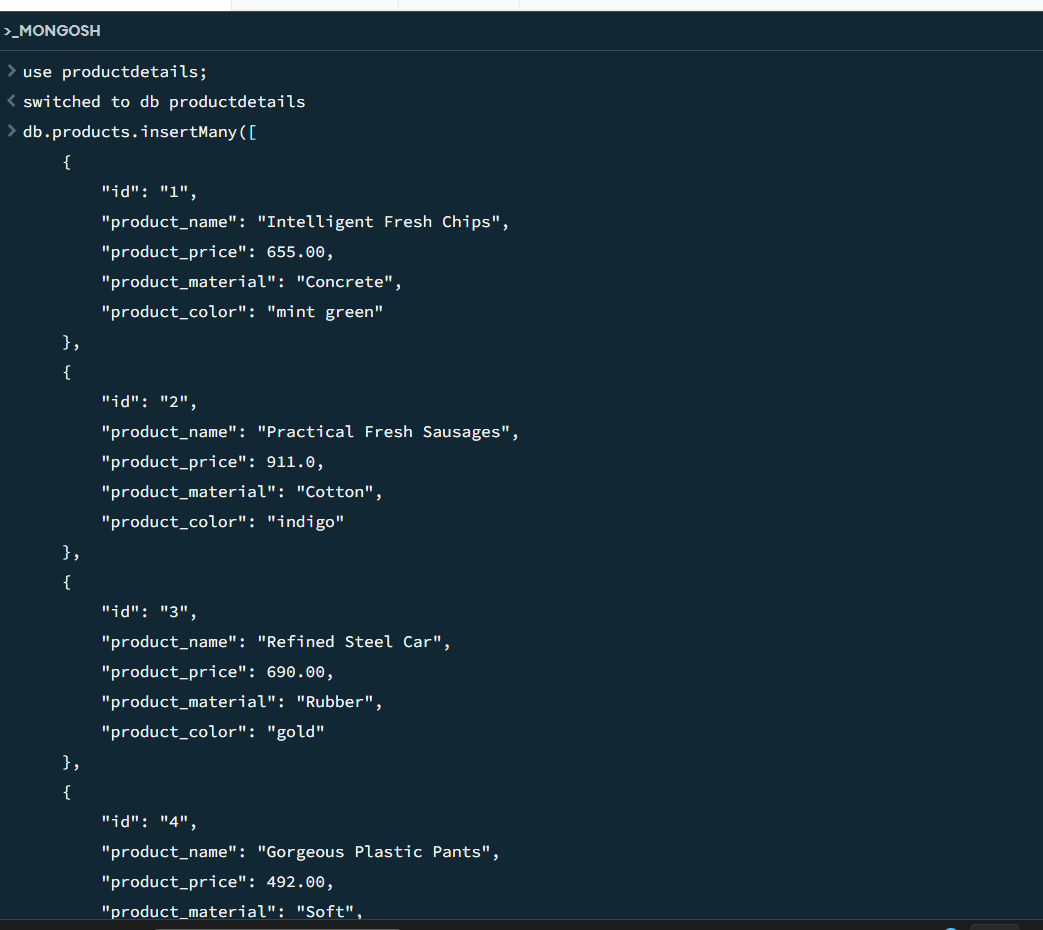 >_MONGOSH
> use productdetails;
< switched to db productdetails
> db.products.insertMany([
    {
        "id": "1",
        "product_name": "Intelligent Fresh Chips",
        "product_price": 655.00,
        "product_material": "Concrete",
        "product_color": "mint green"
    },
    {
        "id": "2",
        "product_name": "Practical Fresh Sausages",
        "product_price": 911.0,
        "product_material": "Cotton",
        "product_color": "indigo"
    },
    {
        "id": "3",
        "product_name": "Refined Steel Car",
        "product_price": 690.00,
        "product_material": "Rubber",
        "product_color": "gold"
    },
    {
        "id": "4",
        "product_name": "Gorgeous Plastic Pants",
        "product_price": 492.00,
        "product_material": "Soft",